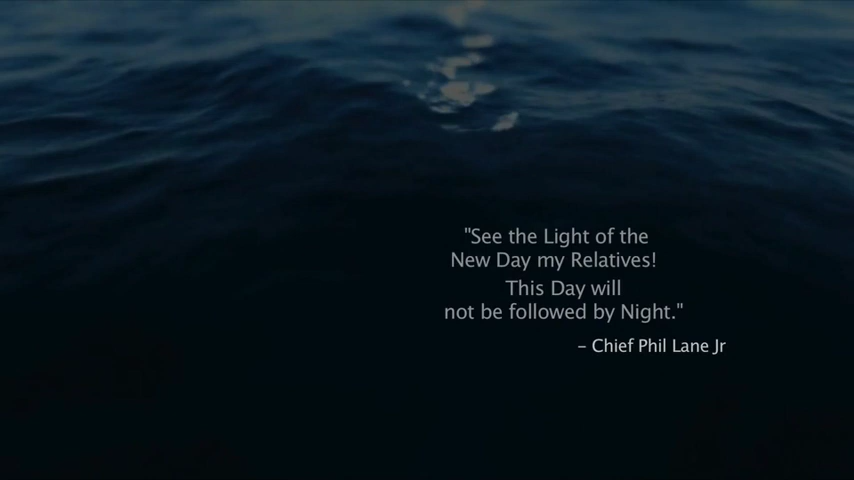 "See the Light of the
New Day my Relatives!
This Day will
not be followed by Night."
– Chief Phil Lane Jr